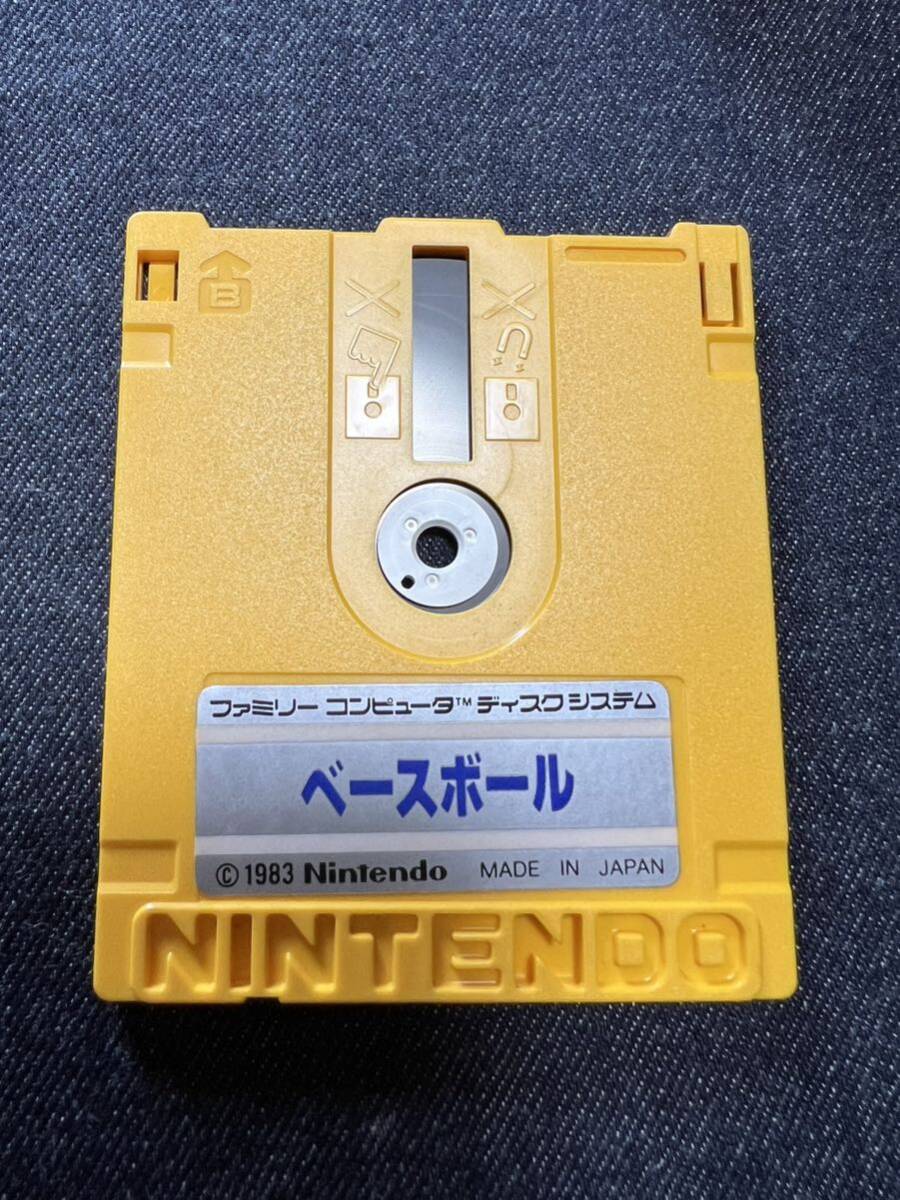 B
ファミリー コンピュータ™ ディスクシステム
ベースボール
© 1983 Nintendo MADE IN JAPAN
NINTENDO